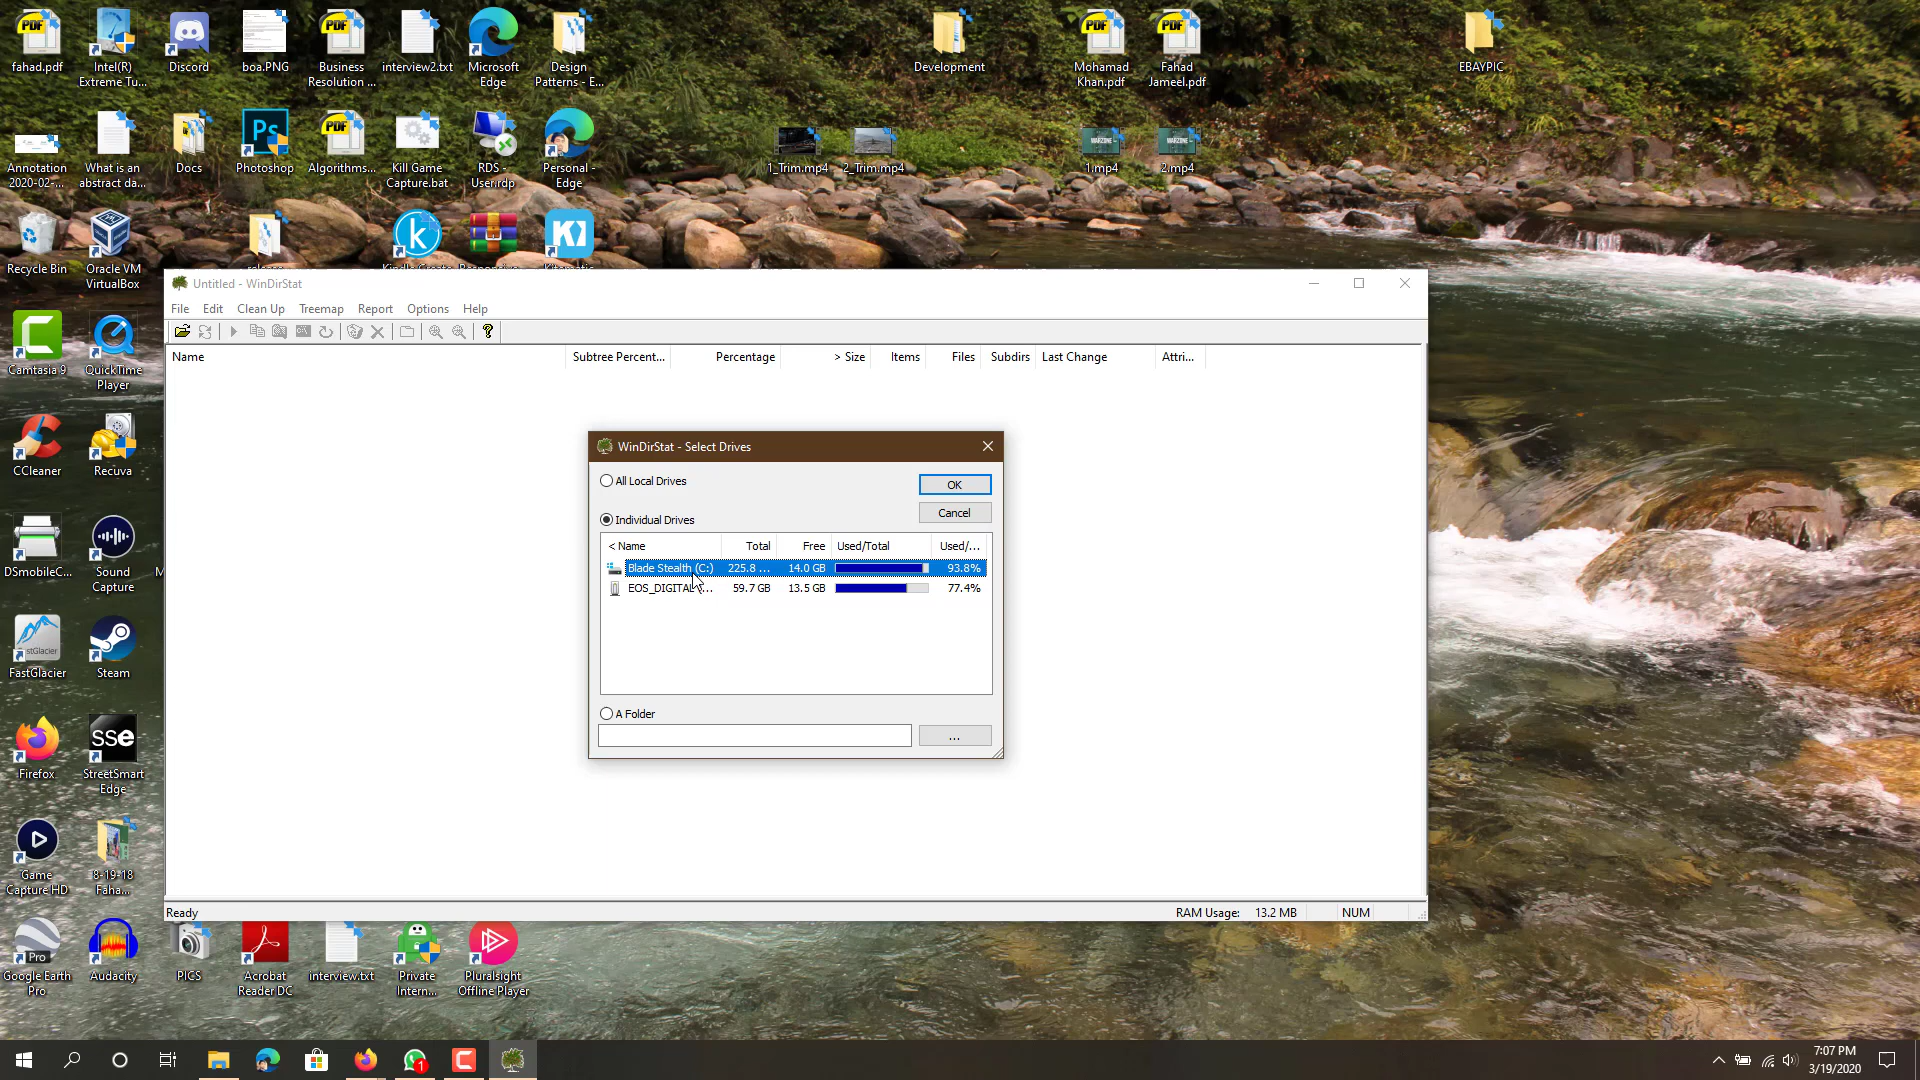 fahad.pdf
Intel(R)
Extreme Tu...
Discord
boa.PNG
Business
Resolution ...
interview2.txt
Microsoft
Edge
Design
Patterns - E...
Development
Mohamad
Khan.pdf
Fahad
Jameel.pdf
EBAYPIC
Annotation
2020-02-...
What is an
abstract da...
Docs
Photoshop
Algorithms...
Kill Game
Capture.bat
RDS -
User.rdp
Personal -
Edge
1_Trim.mp4
2_Trim.mp4
1.mp4
2.mp4
Recycle Bin
Oracle VM
VirtualBox
Untitled - WinDirStat
File Edit Clean Up Treemap Report Options Help
Name Subtree Percent... Percentage > Size Items Files Subdirs Last Change Attri...
Camtasia 9
QuickTime
Player
CCleaner
Recuva
DSmobileC...
Sound
Capture
FastGlacier
Steam
Firefox
StreetSmart
Edge
Game
Capture HD
8-19-18
Faha...
WinDirStat - Select Drives
All Local Drives
OK
Cancel
Individual Drives
< Name Total Free Used/Total Used/...
Blade Stealth (C:) 225.8 ... 14.0 GB 93.8%
EOS_DIGITAL 59.7 GB 13.5 GB 77.4%
A Folder
...
Ready RAM Usage: 13.2 MB NUM
Google Earth
Pro
Audacity
PICS
Acrobat
Reader DC
interview.txt
Private
Intern...
Pluralsight
Offline Player
7:07 PM
3/19/2020